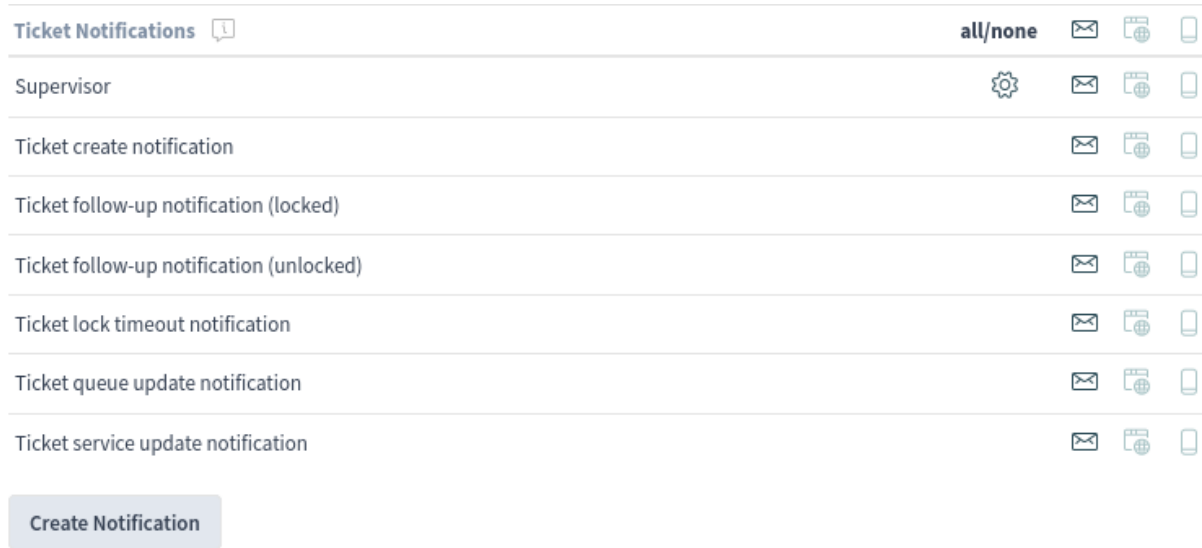 Ticket Notifications
all/none
Supervisor
Ticket create notification
Ticket follow-up notification (locked)
Ticket follow-up notification (unlocked)
Ticket lock timeout notification
Ticket queue update notification
Ticket service update notification
Create Notification